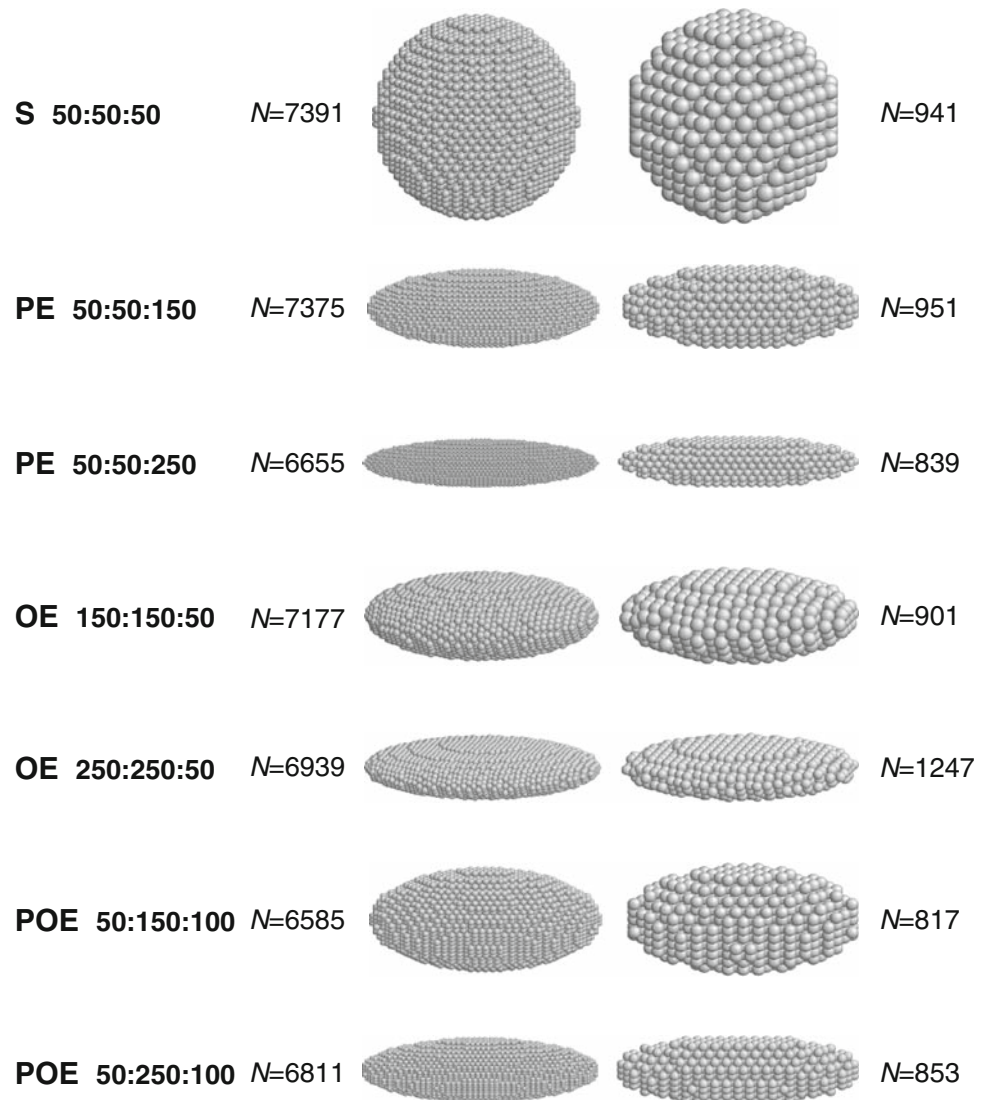 S 50:50:50 N=7391 N=941
PE 50:50:150 N=7375 N=951
PE 50:50:250 N=6655 N=839
OE 150:150:50 N=7177 N=901
OE 250:250:50 N=6939 N=1247
POE 50:150:100 N=6585 N=817
POE 50:250:100 N=6811 N=853